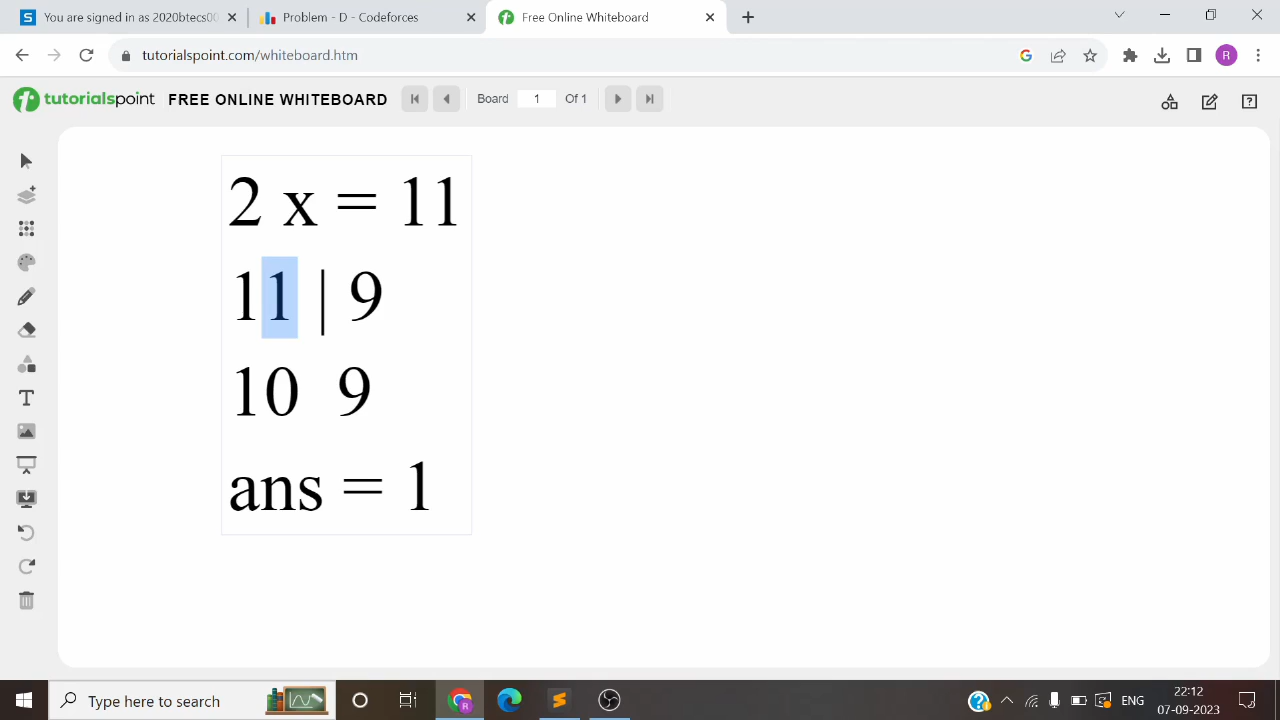 You are signed in as 2020btecs00
Problem - D - Codeforces
Free Online Whiteboard
tutorialspoint.com/whiteboard.htm
tutorialspoint FREE ONLINE WHITEBOARD Board 1 Of 1
2 x = 11
11 | 9
10 9
ans = 1
Type here to search
ENG
22:12
07-09-2023